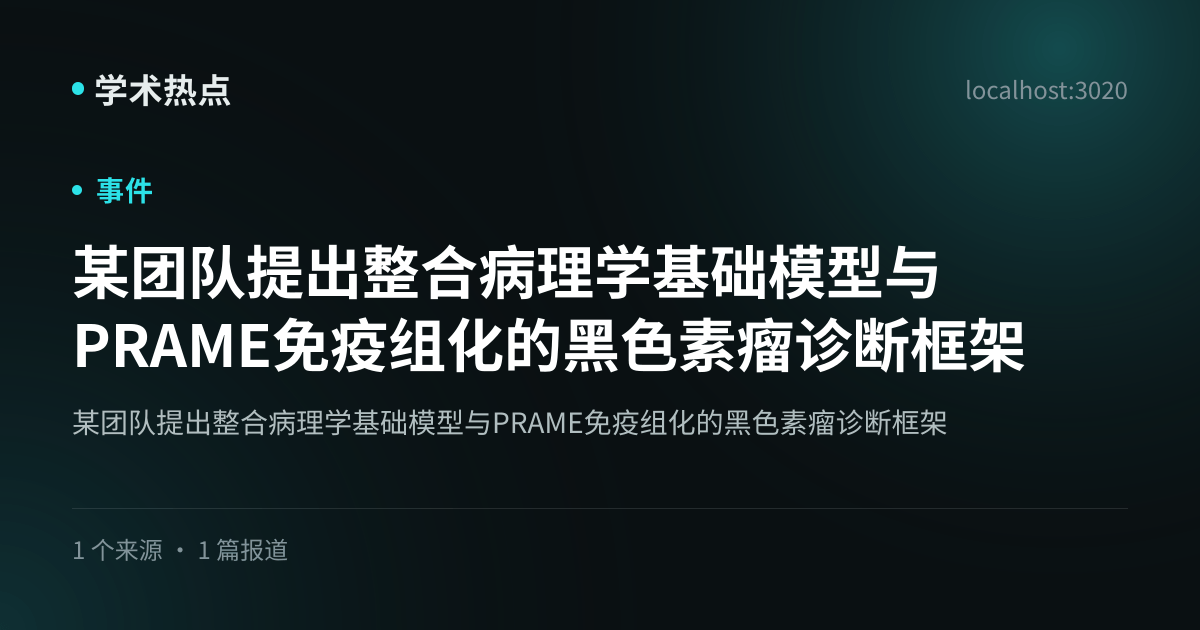 学术热点
localhost:3020
事件
某团队提出整合病理学基础模型与
PRAME免疫组化的黑色素瘤诊断框架
某团队提出整合病理学基础模型与PRAME免疫组化的黑色素瘤诊断框架
1 个来源 · 1 篇报道